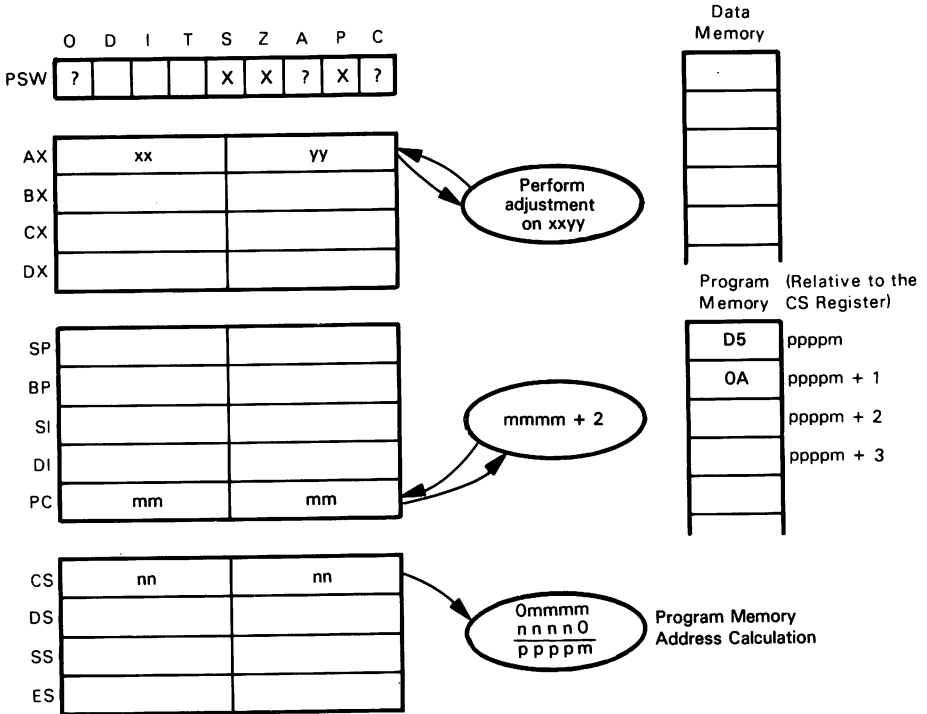 O D I T S Z A P C
PSW ? X X ? X ?
AX xx yy
BX
CX
DX
Perform
adjustment
on xxyy
SP
BP
SI
DI
PC mm mm
mmmm + 2
CS nn nn
DS
SS
ES
0mmmm
nnnn0
ppppm
Program Memory
Address Calculation
Data
Memory
Program (Relative to the
Memory CS Register)
D5 ppppm
0A ppppm + 1
ppppm + 2
ppppm + 3